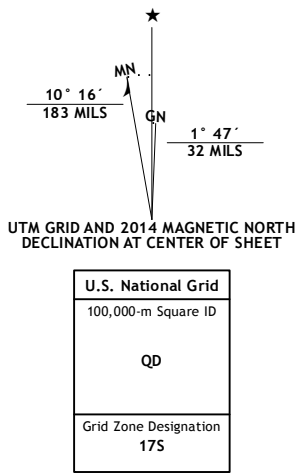 ★
MN
10° 16´
183 MILS
GN
1° 47´
32 MILS
UTM GRID AND 2014 MAGNETIC NORTH
DECLINATION AT CENTER OF SHEET
U.S. National Grid
100,000-m Square ID
QD
Grid Zone Designation
17S